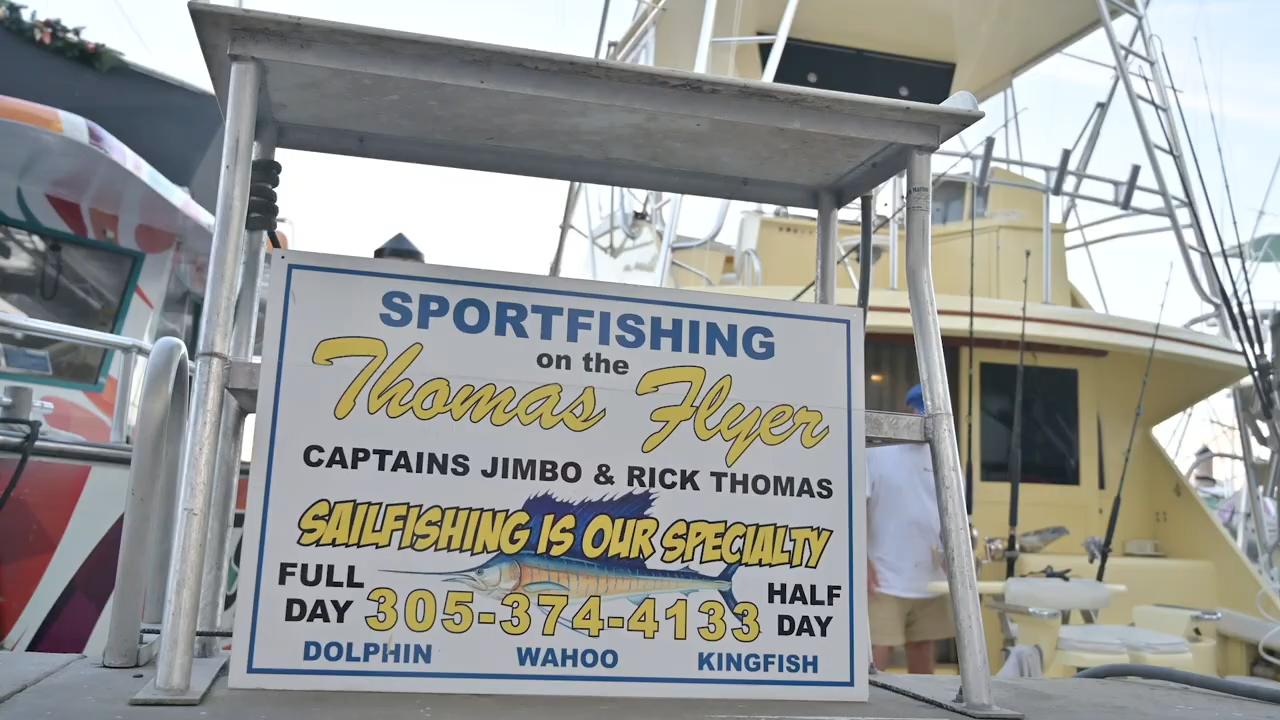 SPORTFISHING
on the
Thomas Flyer
CAPTAINS JIMBO & RICK THOMAS
SAILFISHING IS OUR SPECIALTY
FULL DAY
305-374-4133
HALF DAY
DOLPHIN WAHOO KINGFISH